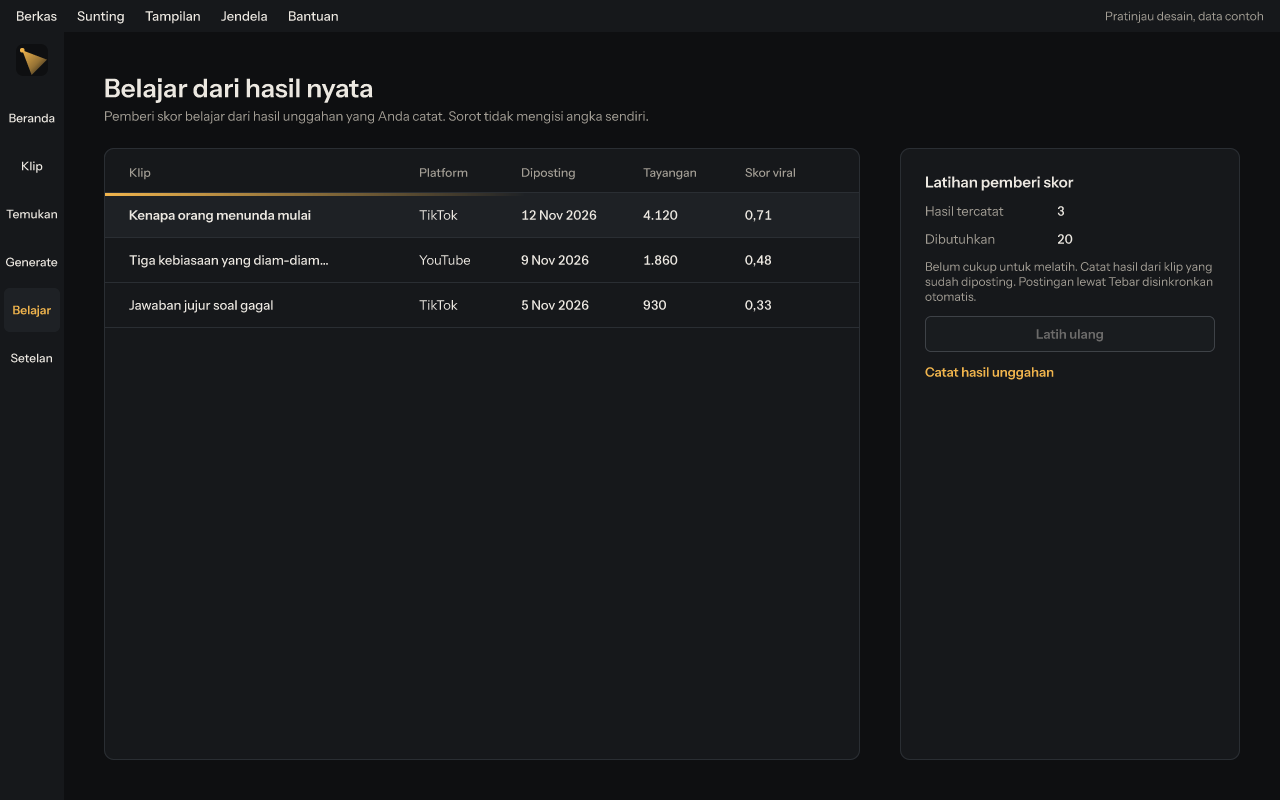 Berkas Sunting Tampilan Jendela Bantuan Pratinjau desain, data contoh
Beranda
Klip
Temukan
Generate
Belajar
Setelan
Belajar dari hasil nyata
Pemberi skor belajar dari hasil unggahan yang Anda catat. Sorot tidak mengisi angka sendiri.
Klip Platform Diposting Tayangan Skor viral
Kenapa orang menunda mulai TikTok 12 Nov 2026 4.120 0,71
Tiga kebiasaan yang diam-diam... YouTube 9 Nov 2026 1.860 0,48
Jawaban jujur soal gagal TikTok 5 Nov 2026 930 0,33
Latihan pemberi skor
Hasil tercatat 3
Dibutuhkan 20
Belum cukup untuk melatih. Catat hasil dari klip yang
sudah diposting. Postingan lewat Tebar disinkronkan
otomatis.
Latih ulang
Catat hasil unggahan